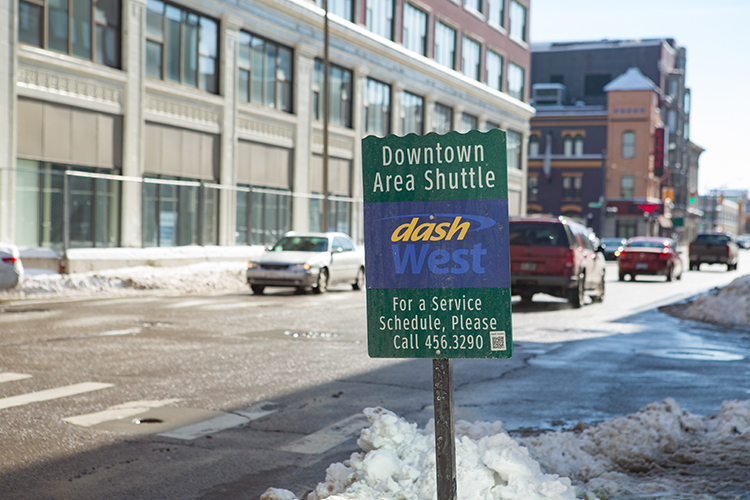 Downtown
Area Shuttle
dash
West
For a Service
Schedule, Please
Call 456.3290